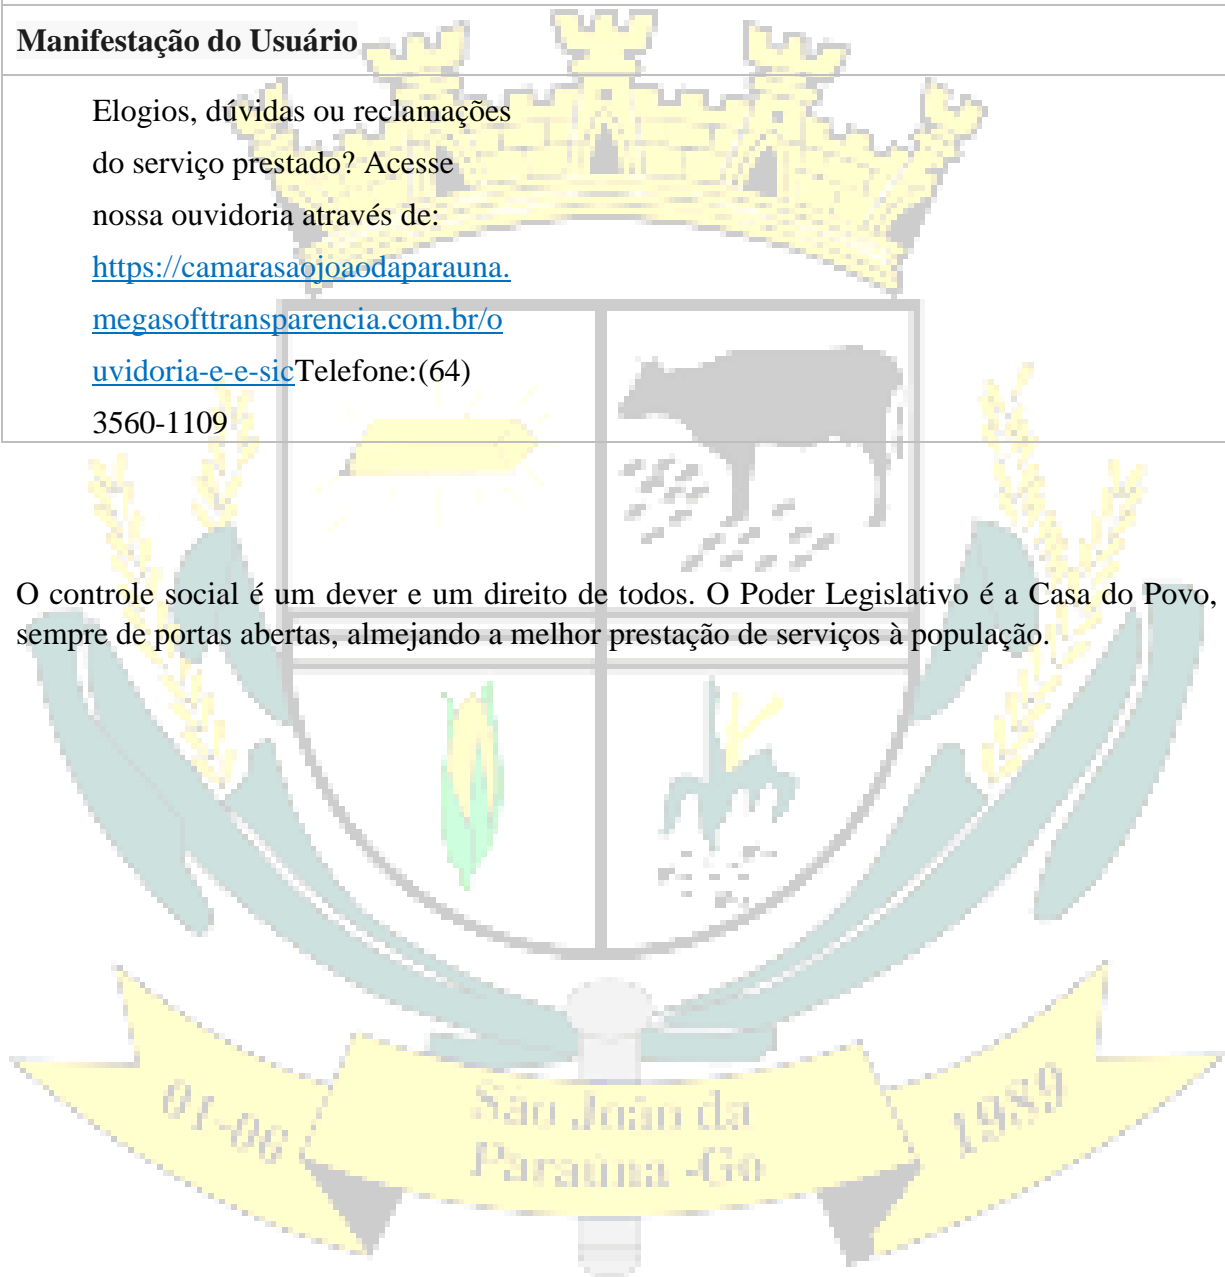 Manifestação do Usuário
Elogios, dúvidas ou reclamações
do serviço prestado? Acesse
nossa ouvidoria através de:
https://camarasaojoaodaparauna.
megasofttransparencia.com.br/o
uvidoria-e-e-sicTelefone:(64)
3560-1109
O controle social é um dever e um direito de todos. O Poder Legislativo é a Casa do Povo,
sempre de portas abertas, almejando a melhor prestação de serviços à população.
01-06
São João da
Paraúna -Go
1989